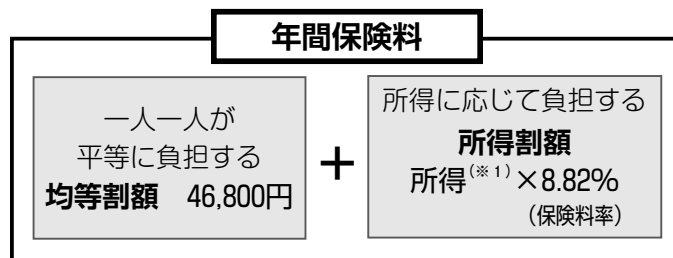 年間保険料
一人一人が
平等に負担する
均等割額 46,800円
+
所得に応じて負担する
所得割額
所得(※1)×8.82%
(保険料率)